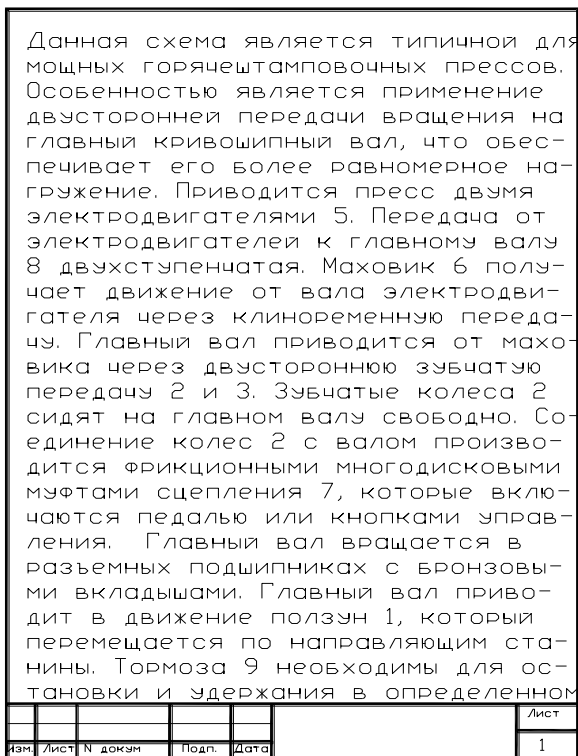 Данная схема является типичной для
мощных горячештамповочных прессов.
Особенностью является применение
двусторонней передачи вращения на
главный кривошипный вал, что обес-
печивает его более равномерное на-
гружение. Приводится пресс двумя
электродвигателями 5. Передача от
электродвигателей к главному валу
8 двухступенчатая. Маховик 6 полу-
чает движение от вала электродви-
гателя через клиноременную переда-
чу. Главный вал приводится от махо-
вика через двустороннюю зубчатую
передачу 2 и 3. Зубчатые колеса 2
сидят на главном валу свободно. Со-
единение колес 2 с валом произво-
дится фрикционными многодисковыми
муфтами сцепления 7, которые вклю-
чаются педалью или кнопками управ-
ления. Главный вал вращается в
разъемных подшипниках с бронзовы-
ми вкладышами. Главный вал приво-
дит в движение ползун 1, который
перемещается по направляющим ста-
нины. Тормоза 9 необходимы для ос-
тановки и удержания в определенном
Лист
Изм. Лист N докум Подп. Дата 1